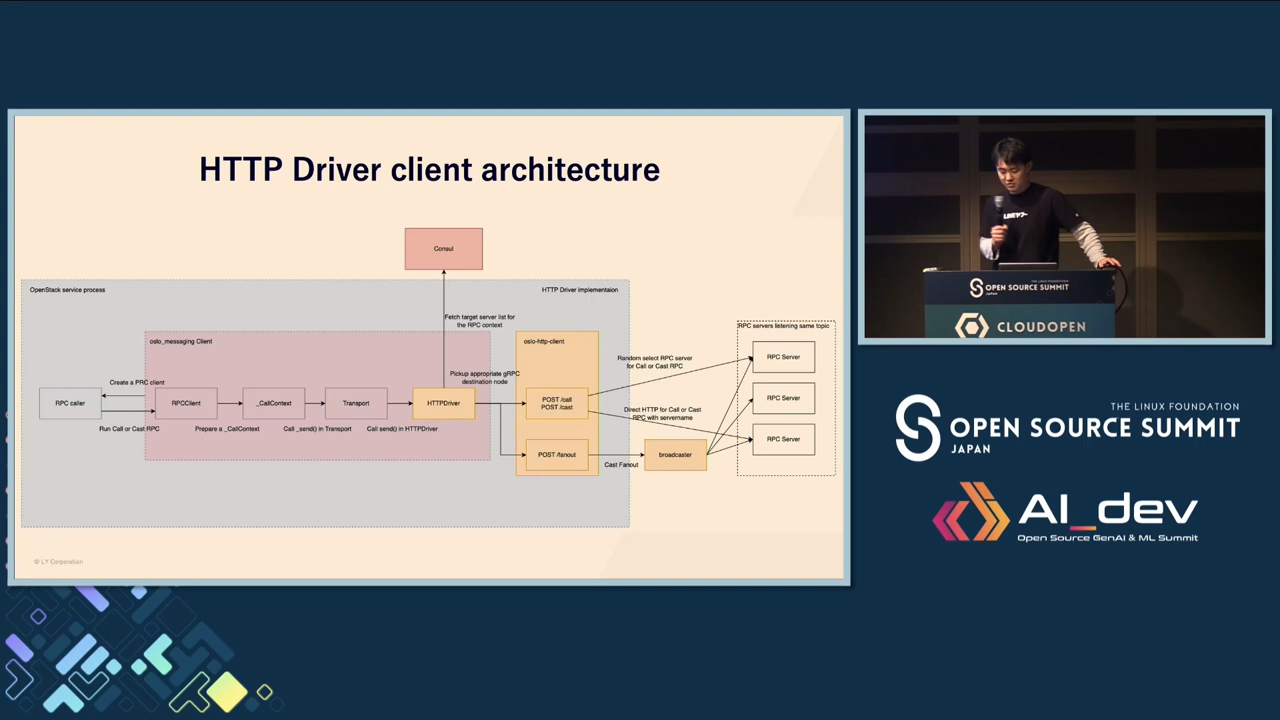 HTTP Driver client architecture
Consul
OpenStack service process
HTTP Driver implementaion
Fetch target server list for
the RPC context
oslo_messaging Client
oslo-http-client
RPC servers listening same topic
Pickup appropriate gRPC
destination node
Random select RPC server
for Call or Cast RPC
RPC Server
Create a PRC client
RPC caller
RPCClient
_CallContext
Transport
HTTPDriver
POST /call
POST /cast
RPC Server
Direct HTTP for Call or Cast
RPC with servername
Run Call or Cast RPC
Prepare a _CallContext
Call _send() in Transport
Call send() in HTTPDriver
RPC Server
POST /fanout
Cast Fanout
broadcaster
© LY Corporation
OPEN SOURCE SUMMIT
JAPAN
CLOUDOPEN
THE LINUX FOUNDATION
OPEN SOURCE SUMMIT
JAPAN
AI_dev
Open Source GenAI & ML Summit